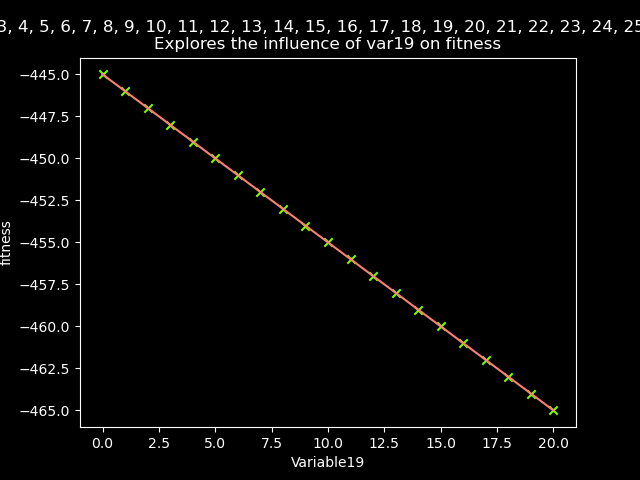 3, 4, 5, 6, 7, 8, 9, 10, 11, 12, 13, 14, 15, 16, 17, 18, 19, 20, 21, 22, 23, 24, 25
Explores the influence of var19 on fitness
−445.0
−447.5
−450.0
−452.5
−455.0
−457.5
−460.0
−462.5
−465.0
fitness
0.0 2.5 5.0 7.5 10.0 12.5 15.0 17.5 20.0
Variable19